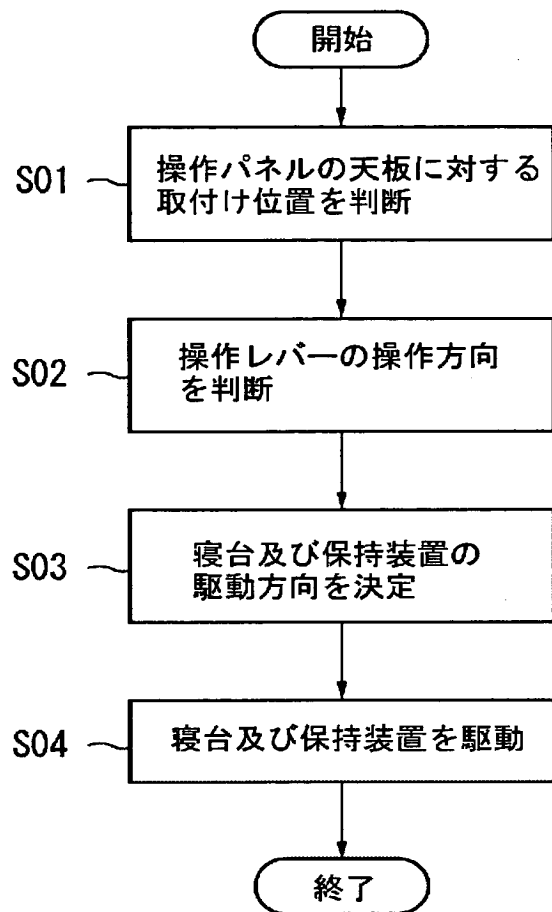 開始
S01
操作パネルの天板に対する
取付け位置を判断
S02
操作レバーの操作方向
を判断
S03
寝台及び保持装置の
駆動方向を決定
S04
寝台及び保持装置を駆動
終了